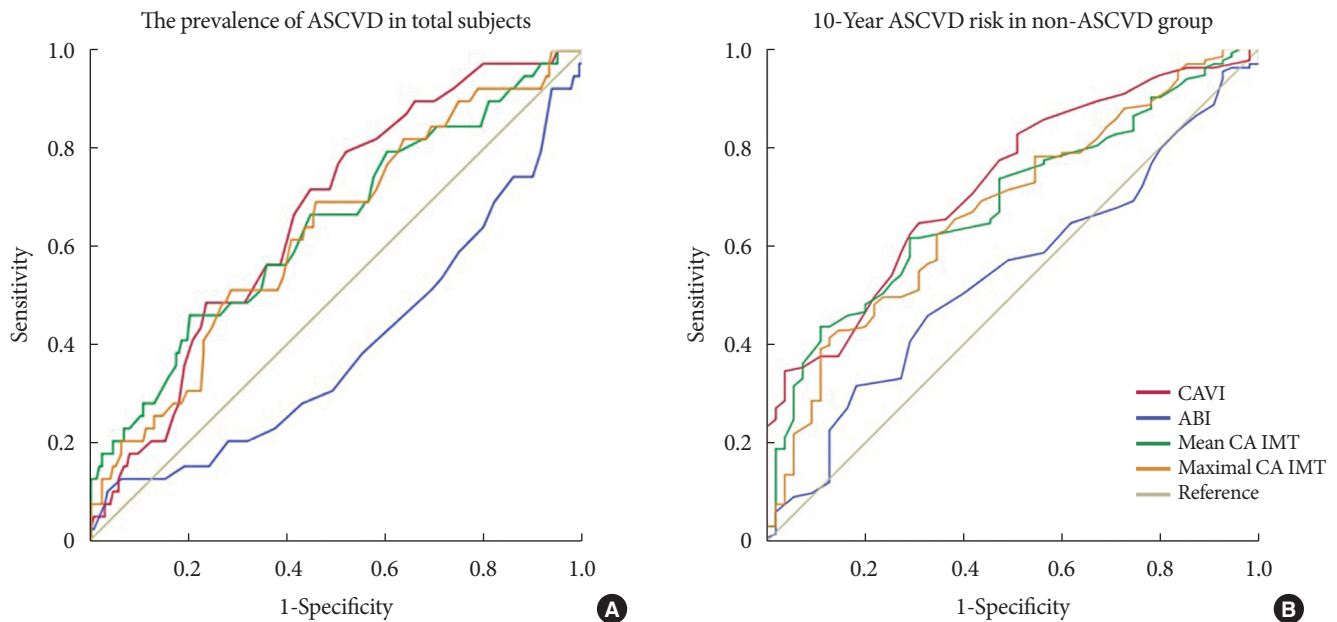 The prevalence of ASCVD in total subjects
1.0
0.8
0.6
0.4
0.2
0
Sensitivity
0.2 0.4 0.6 0.8 1.0
1-Specificity
A
10-Year ASCVD risk in non-ASCVD group
1.0
0.8
0.6
0.4
0.2
0
Sensitivity
CAVI
ABI
Mean CA IMT
Maximal CA IMT
Reference
0.2 0.4 0.6 0.8 1.0
1-Specificity
B